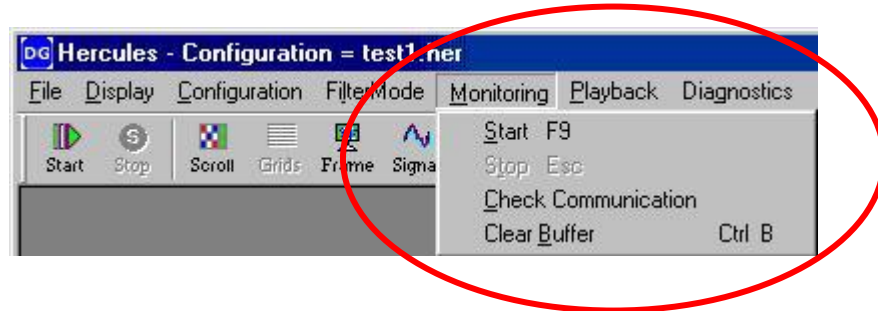 DG Hercules - Configuration = test1.her
File Display Configuration FilterMode Monitoring Playback Diagnostics
Start Stop Scroll Grids Frame Signa
Start F9
Stop Esc
Check Communication
Clear Buffer Ctrl B